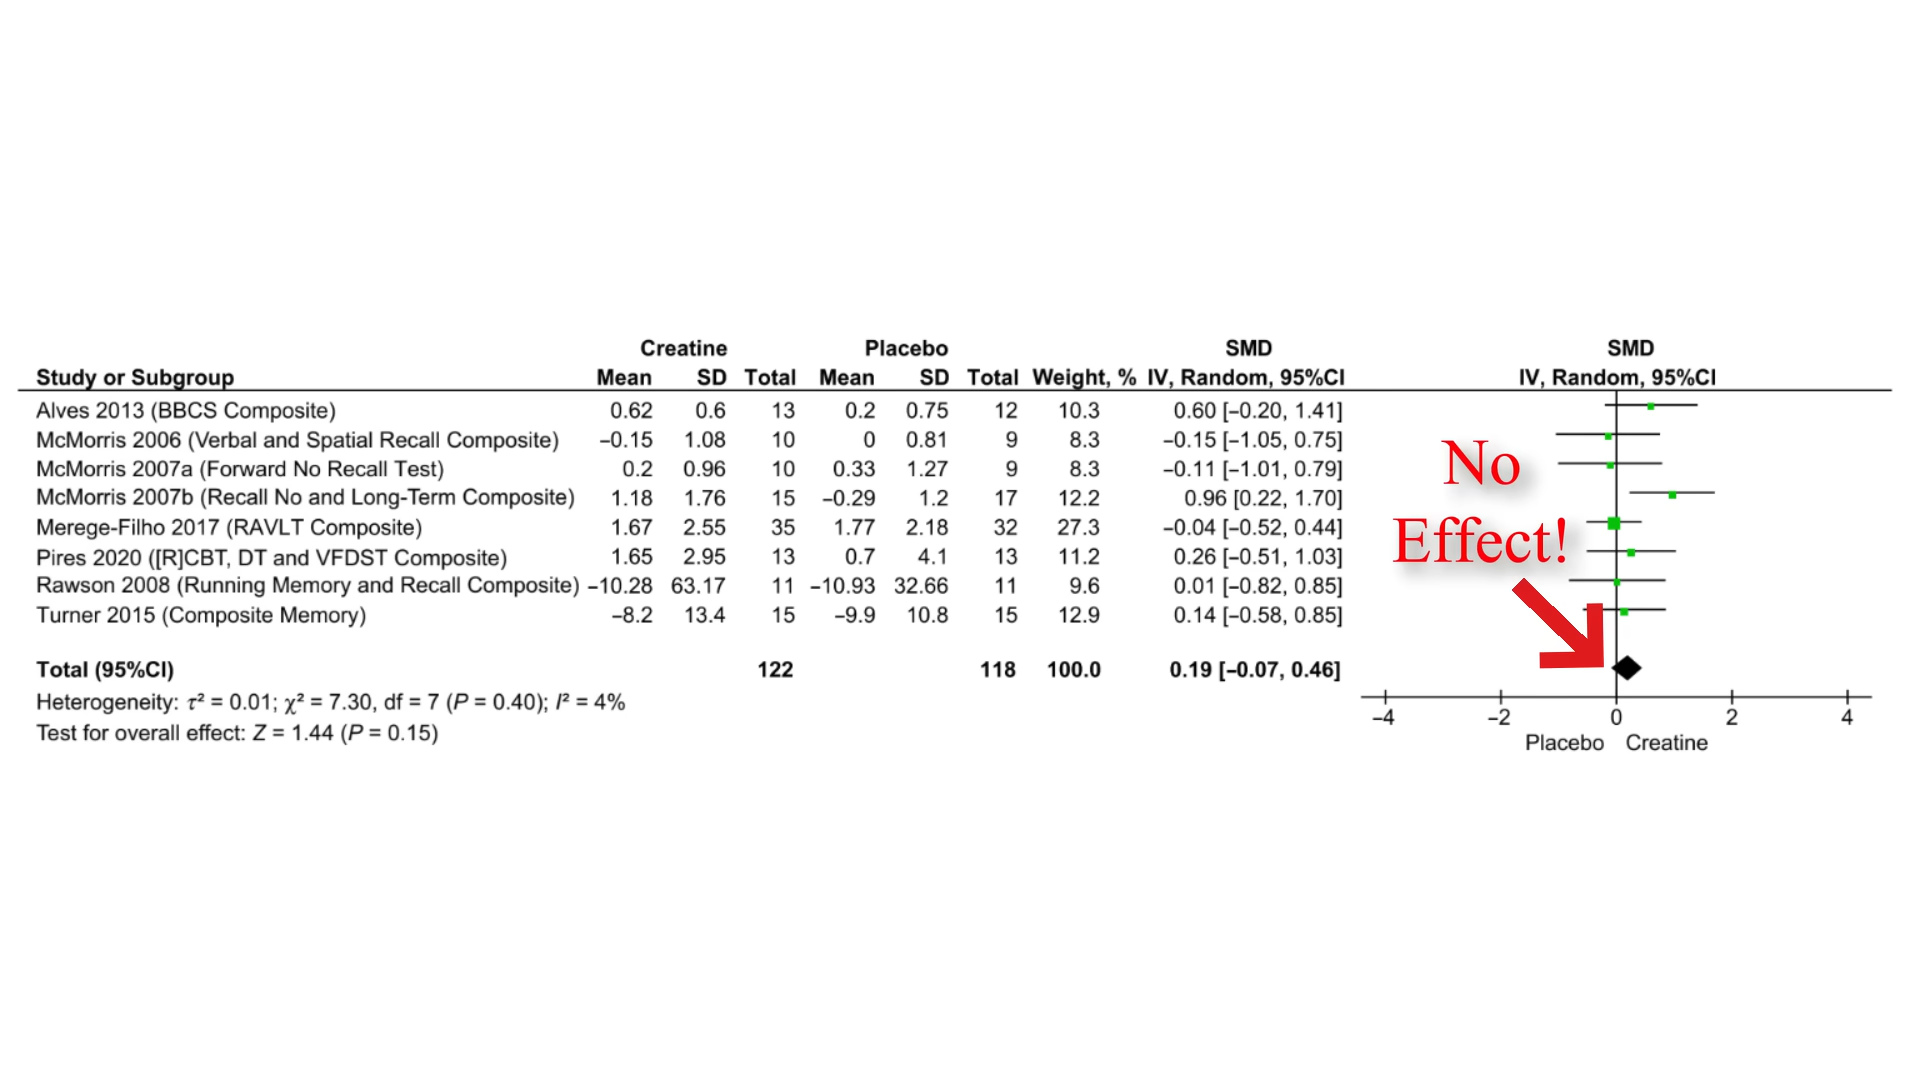 Creatine Placebo SMD SMD
Study or Subgroup Mean SD Total Mean SD Total Weight, % IV, Random, 95%CI IV, Random, 95%CI
Alves 2013 (BBCS Composite) 0.62 0.6 13 0.2 0.75 12 10.3 0.60 [−0.20, 1.41]
McMorris 2006 (Verbal and Spatial Recall Composite) −0.15 1.08 10 0 0.81 9 8.3 −0.15 [−1.05, 0.75]
McMorris 2007a (Forward No Recall Test) 0.2 0.96 10 0.33 1.27 9 8.3 −0.11 [−1.01, 0.79]
McMorris 2007b (Recall No and Long-Term Composite) 1.18 1.76 15 −0.29 1.2 17 12.2 0.96 [0.22, 1.70]
Merege-Filho 2017 (RAVLT Composite) 1.67 2.55 35 1.77 2.18 32 27.3 −0.04 [−0.52, 0.44]
Pires 2020 ([R]CBT, DT and VFDST Composite) 1.65 2.95 13 0.7 4.1 13 11.2 0.26 [−0.51, 1.03]
Rawson 2008 (Running Memory and Recall Composite) −10.28 63.17 11 −10.93 32.66 11 9.6 0.01 [−0.82, 0.85]
Turner 2015 (Composite Memory) −8.2 13.4 15 −9.9 10.8 15 12.9 0.14 [−0.58, 0.85]
Total (95%CI) 122 118 100.0 0.19 [−0.07, 0.46]
Heterogeneity: τ² = 0.01; χ² = 7.30, df = 7 (P = 0.40); I² = 4%
Test for overall effect: Z = 1.44 (P = 0.15)
No
Effect!
−4 −2 0 2 4
Placebo Creatine